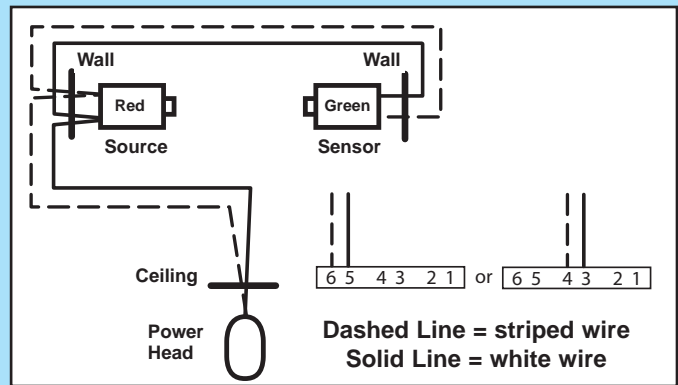 Wall
Wall
Red
Green
Source
Sensor
Ceiling
6 5 4 3 2 1 or 6 5 4 3 2 1
Power
Head
Dashed Line = striped wire
Solid Line = white wire